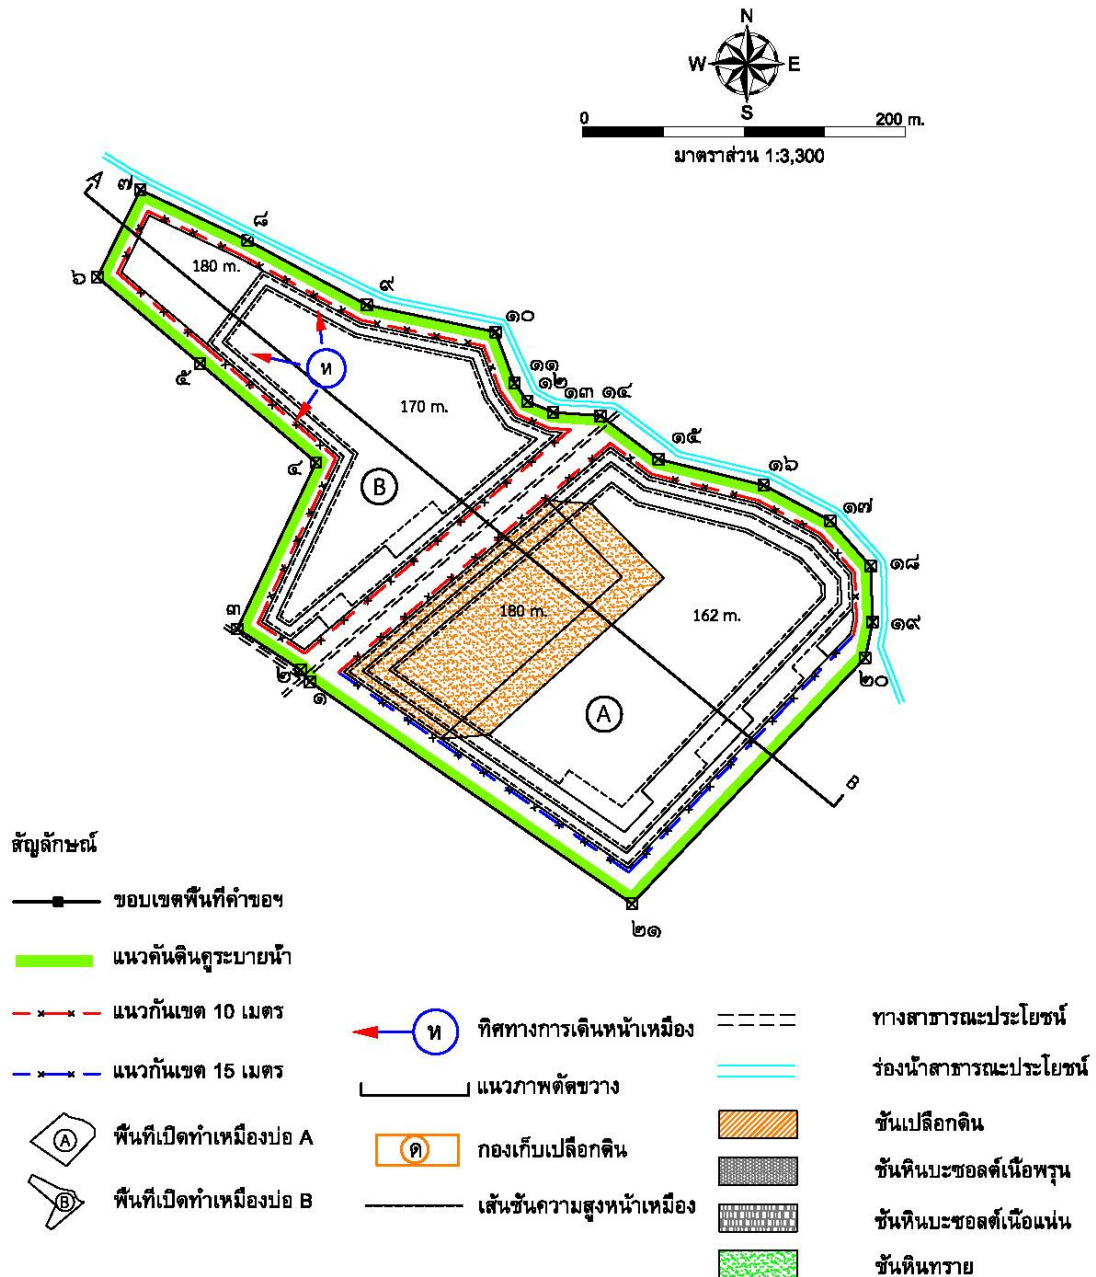 N
W E
S
0 200 m.
มาตราส่วน 1:3,300
A
๗
๘
180 m.
๖
๙
๑๐
ห
๕
๑๑
๑๒
๑๓
๑๔
170 m.
๑๕
๔
B
๑๖
๑๗
๑๘
180 m.
162 m.
๓
๑๙
๒๐
๒
๑
A
B
๒๑
สัญลักษณ์
ขอบเขตพื้นที่คำขอฯ
แนวคันดินคูระบายน้ำ
แนวกันเขต 10 เมตร
แนวกันเขต 15 เมตร
A พื้นที่เปิดทำเหมืองบ่อ A
B พื้นที่เปิดทำเหมืองบ่อ B
ห ทิศทางการเดินหน้าเหมือง
แนวภาพตัดขวาง
ด กองเก็บเปลือกดิน
เส้นชั้นความสูงหน้าเหมือง
ทางสาธารณะประโยชน์
ร่องน้ำสาธารณะประโยชน์
ชั้นเปลือกดิน
ชั้นหินบะซอลต์เนื้อพรุน
ชั้นหินบะซอลต์เนื้อแน่น
ชั้นหินทราย